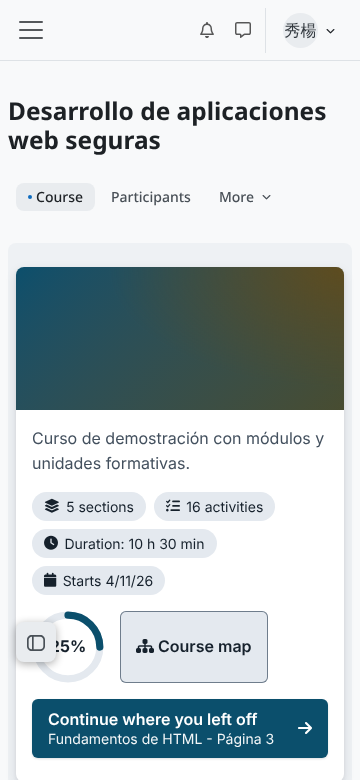 秀楊
Desarrollo de aplicaciones
web seguras
Course
Participants
More
Curso de demostración con módulos y
unidades formativas.
5 sections
16 activities
Duration: 10 h 30 min
Starts 4/11/26
25%
Course map
Continue where you left off
Fundamentos de HTML - Página 3